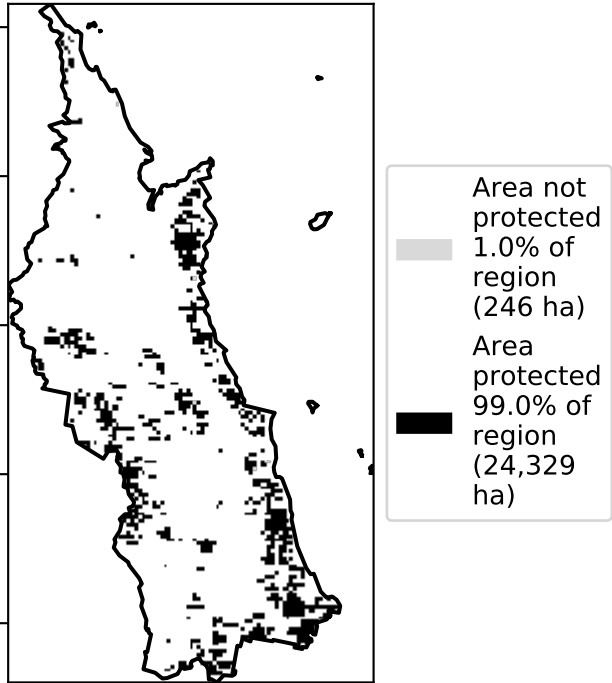 Area not
protected
1.0% of
region
(246 ha)
Area
protected
99.0% of
region
(24,329
ha)